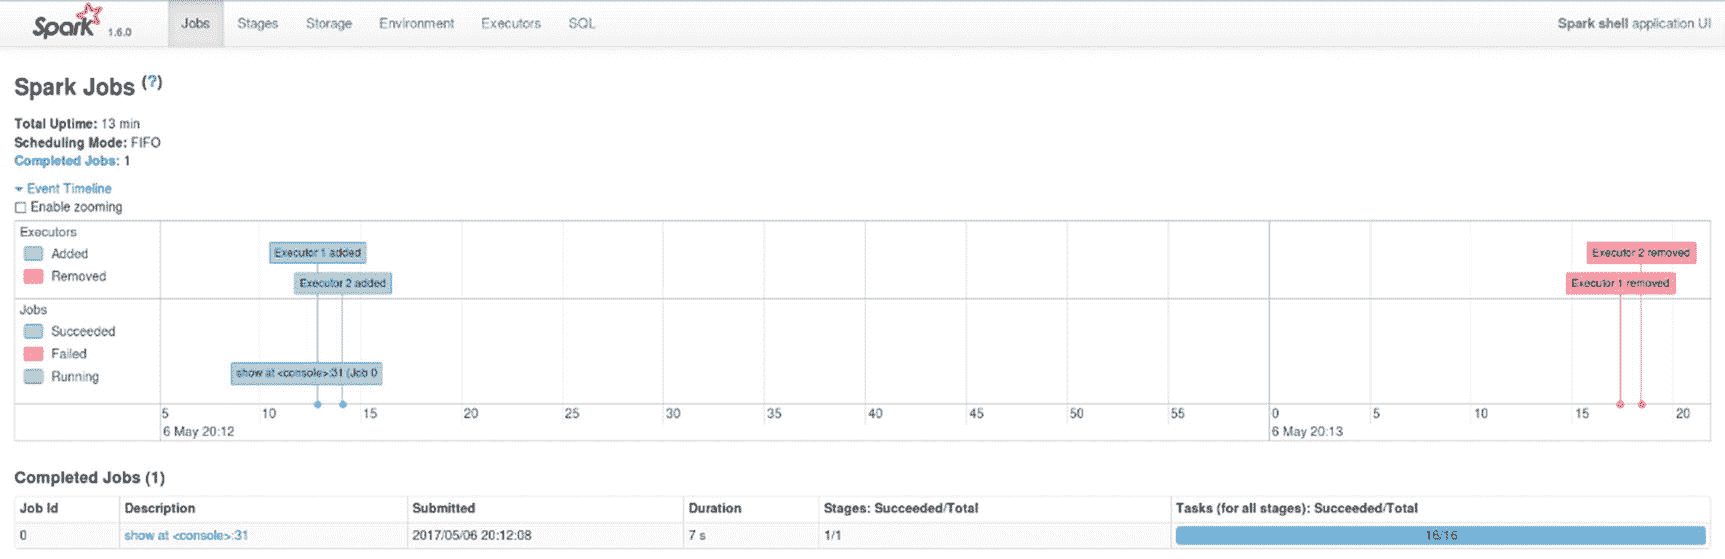 Spark 1.6.0 Jobs Stages Storage Environment Executors SQL Spark shell application UI
Spark Jobs (?)
Total Uptime: 13 min
Scheduling Mode: FIFO
Completed Jobs: 1
Event Timeline
Enable zooming
Executors
Added
Removed
Executor 1 added
Executor 2 added
Executor 2 removed
Executor 1 removed
Jobs
Succeeded
Failed
Running
show at <console>:31 (Job 0
5 10 15 20 25 30 35 40 45 50 55 0 5 10 15 20
6 May 20:12 6 May 20:13
Completed Jobs (1)
Job Id Description Submitted Duration Stages: Succeeded/Total Tasks (for all stages): Succeeded/Total
0 show at <console>:31 2017/05/06 20:12:08 7 s 1/1 16/16